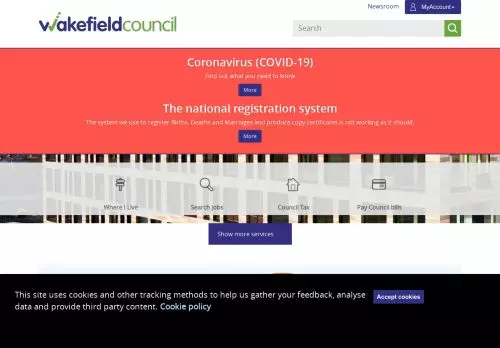 Newsroom
MyAccount
wakefieldcouncil
Search
Coronavirus (COVID-19)
Find out what you need to know
More
The national registration system
The system we use to register Births, Deaths and Marriages and produce copy certificates is not working as it should.
More
Where I Live
Search Jobs
Council Tax
Pay Council bills
Show more services
This site uses cookies and other tracking methods to help us gather your feedback, analyse
data and provide third party content. Cookie policy
Accept cookies